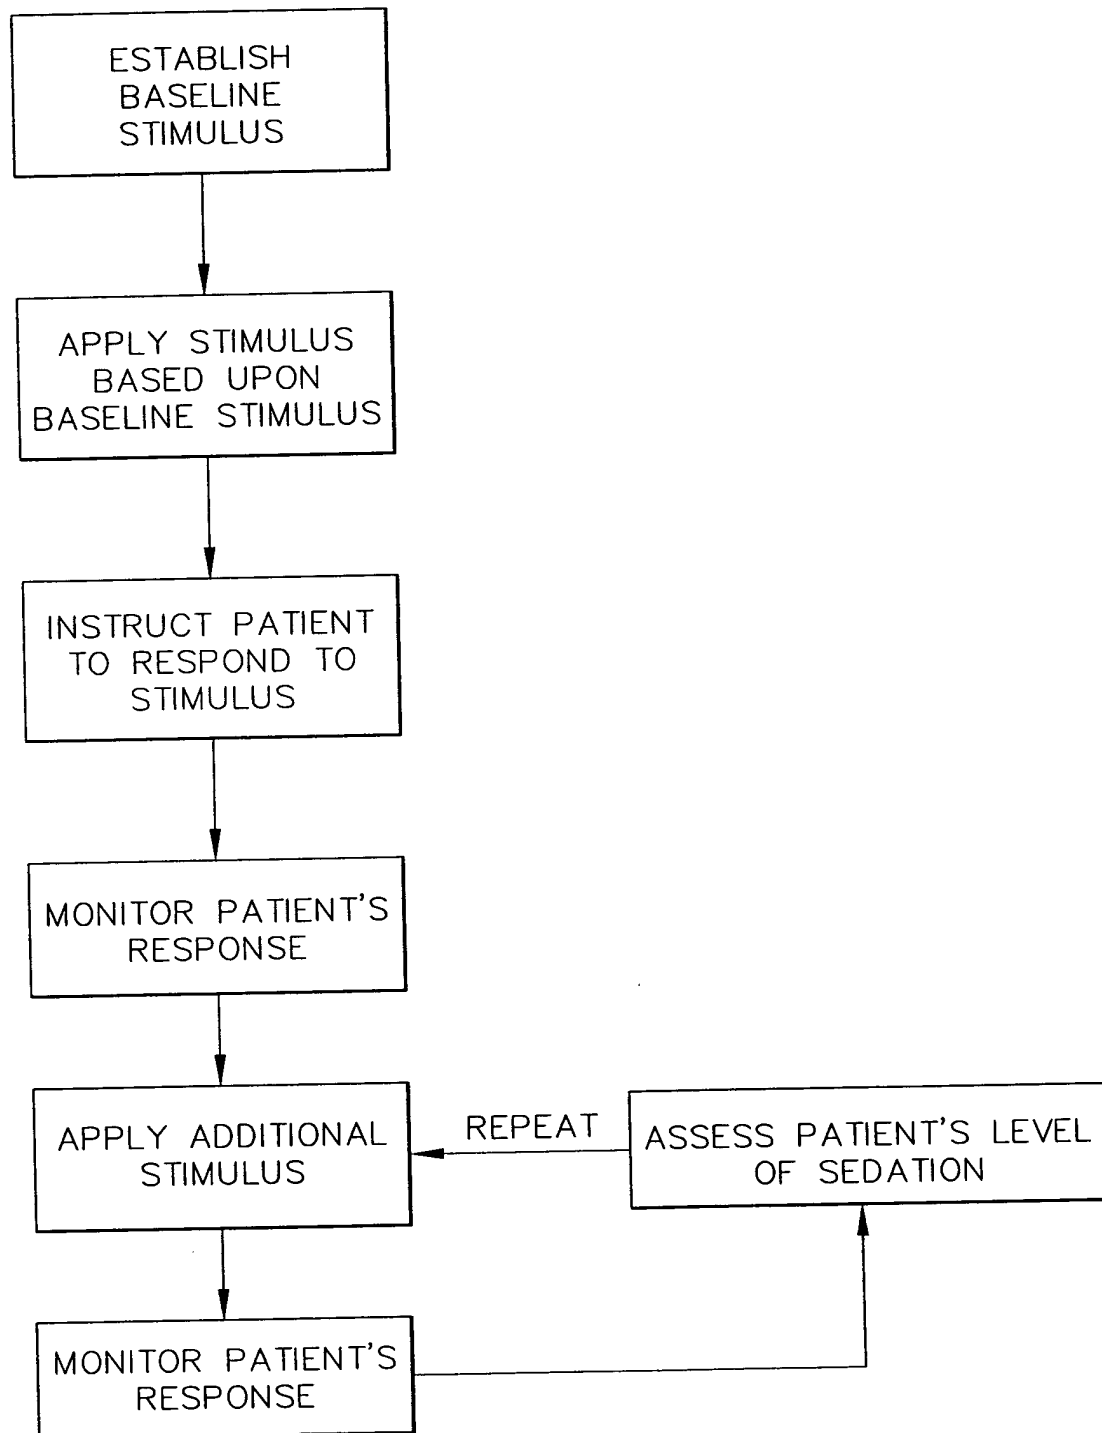 ESTABLISH
BASELINE
STIMULUS
APPLY STIMULUS
BASED UPON
BASELINE STIMULUS
INSTRUCT PATIENT
TO RESPOND TO
STIMULUS
MONITOR PATIENT'S
RESPONSE
APPLY ADDITIONAL
STIMULUS
REPEAT
ASSESS PATIENT'S LEVEL
OF SEDATION
MONITOR PATIENT'S
RESPONSE